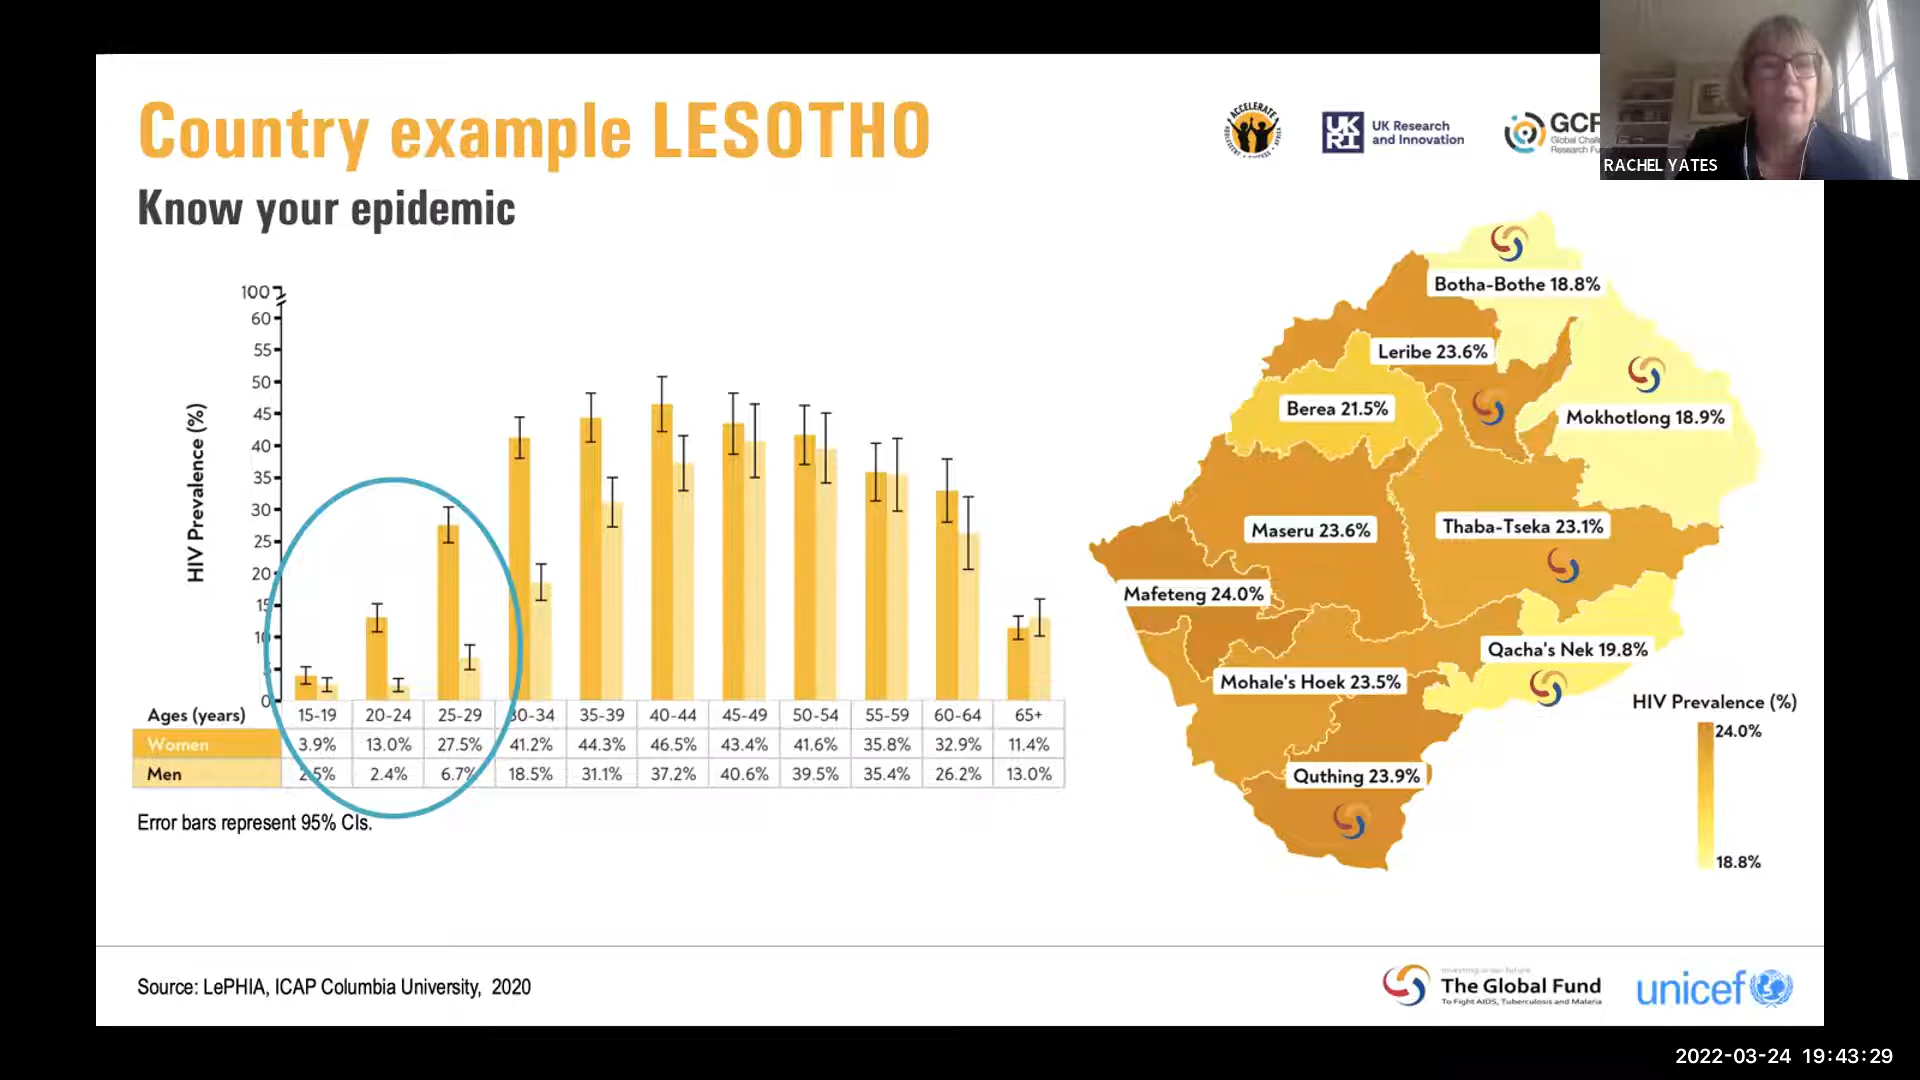 Country example LESOTHO
Know your epidemic
ACCELERATE
UK RI
UK Research
and Innovation
GCF
RACHEL YATES
HIV Prevalence (%)
100
60
55
50
45
40
35
30
25
20
15
10
5
0
Ages (years) 15-19 20-24 25-29 30-34 35-39 40-44 45-49 50-54 55-59 60-64 65+
Women 3.9% 13.0% 27.5% 41.2% 44.3% 46.5% 43.4% 41.6% 35.8% 32.9% 11.4%
Men 2.5% 2.4% 6.7% 18.5% 31.1% 37.2% 40.6% 39.5% 35.4% 26.2% 13.0%
Error bars represent 95% CIs.
Botha-Bothe 18.8%
Leribe 23.6%
Berea 21.5%
Mokhotlong 18.9%
Maseru 23.6%
Thaba-Tseka 23.1%
Mafeteng 24.0%
Qacha's Nek 19.8%
Mohale's Hoek 23.5%
Quthing 23.9%
HIV Prevalence (%)
24.0%
18.8%
Source: LePHIA, ICAP Columbia University, 2020
The Global Fund
To Fight AIDS, Tuberculosis and Malaria
unicef
2022-03-24 19:43:29